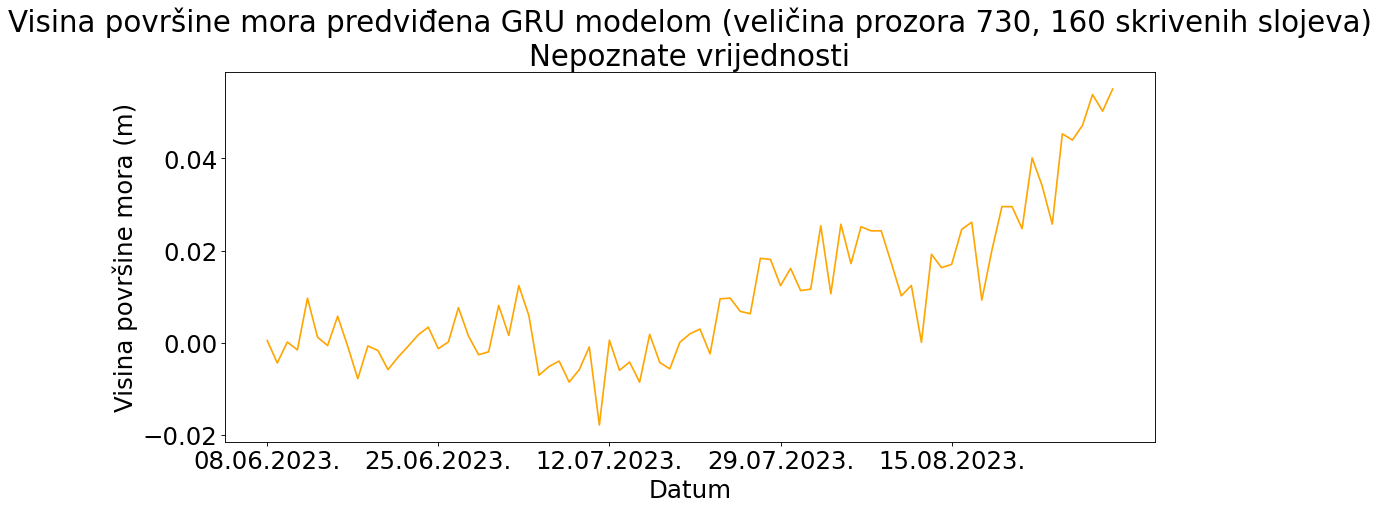 Visina površine mora predviđena GRU modelom (veličina prozora 730, 160 skrivenih slojeva)
Nepoznate vrijednosti
Visina površine mora (m)
0.04
0.02
0.00
−0.02
08.06.2023. 25.06.2023. 12.07.2023. 29.07.2023. 15.08.2023.
Datum